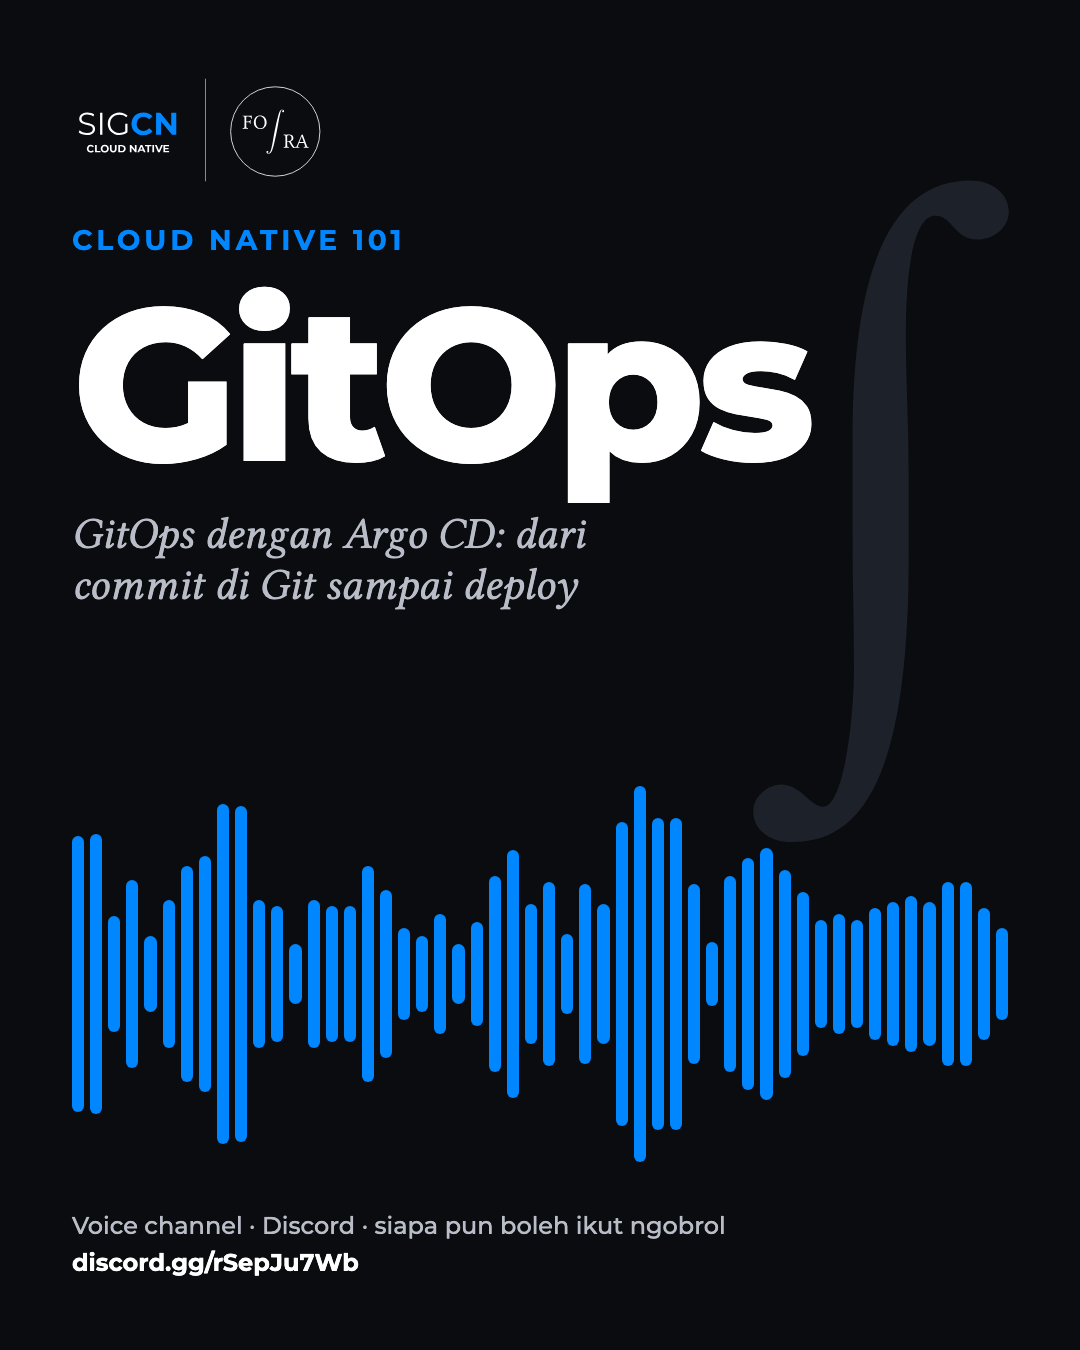 SIGCN
CLOUD NATIVE
FO∫RA
CLOUD NATIVE 101
GitOps
GitOps dengan Argo CD: dari
commit di Git sampai deploy
∫
Voice channel · Discord · siapa pun boleh ikut ngobrol
discord.gg/rSepJu7Wb